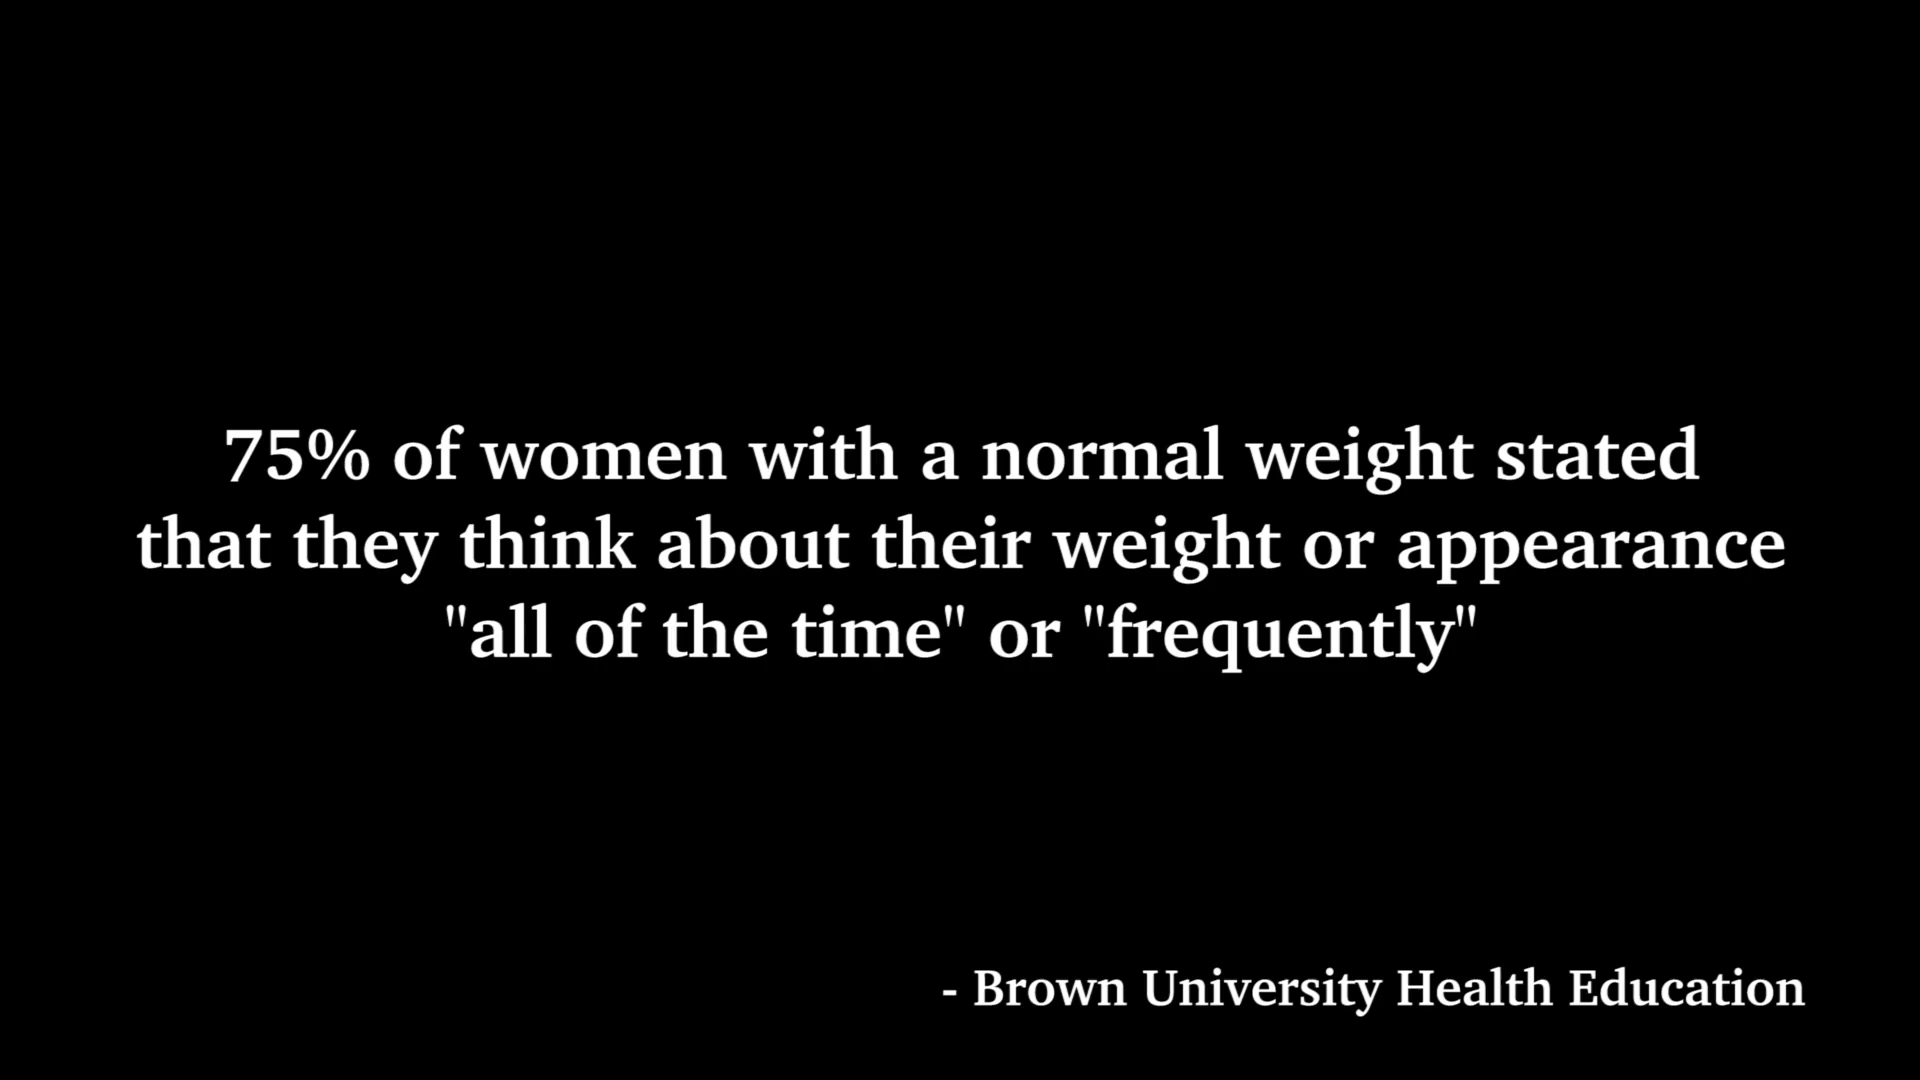 75% of women with a normal weight stated
that they think about their weight or appearance
"all of the time" or "frequently"
- Brown University Health Education